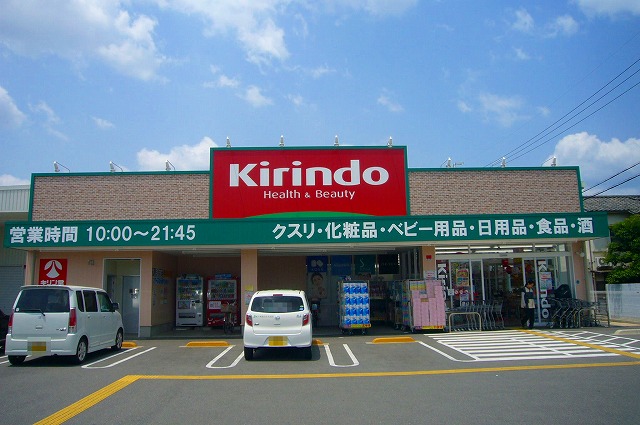 Kirindo
Health & Beauty
営業時間 10:00～21:45
クスリ・化粧品・ベビー用品・日用品・食品・酒
Kirindo